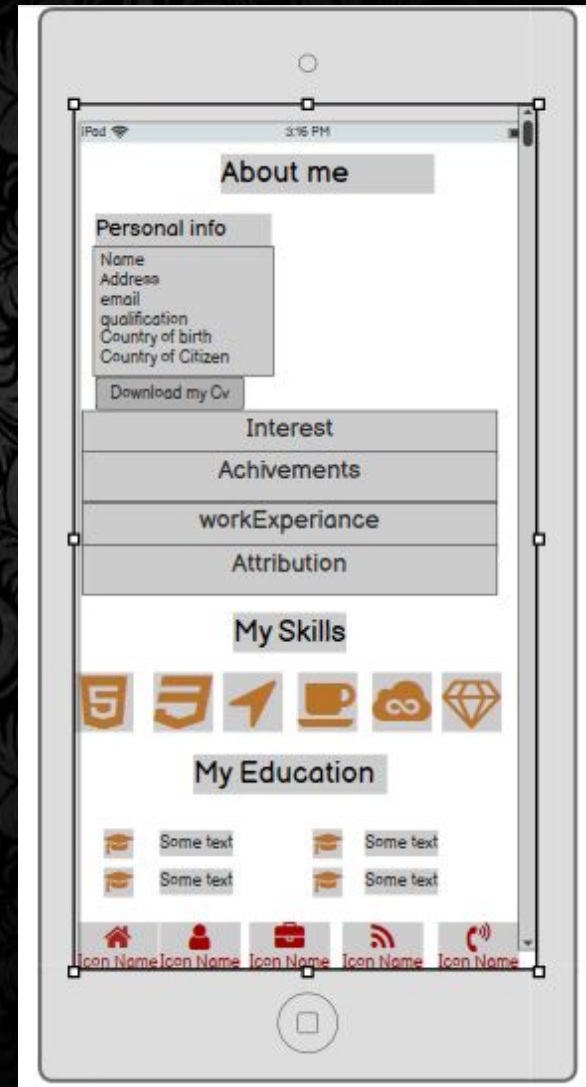 iPad 3:16 PM
About me
Personal info
Name
Address
email
qualification
Country of birth
Country of Citizen
Download my Cv
Interest
Achivements
workExperiance
Attribution
My Skills
5
My Education
Some text Some text
Some text Some text
Icon Name Icon Name Icon Name Icon Name Icon Name